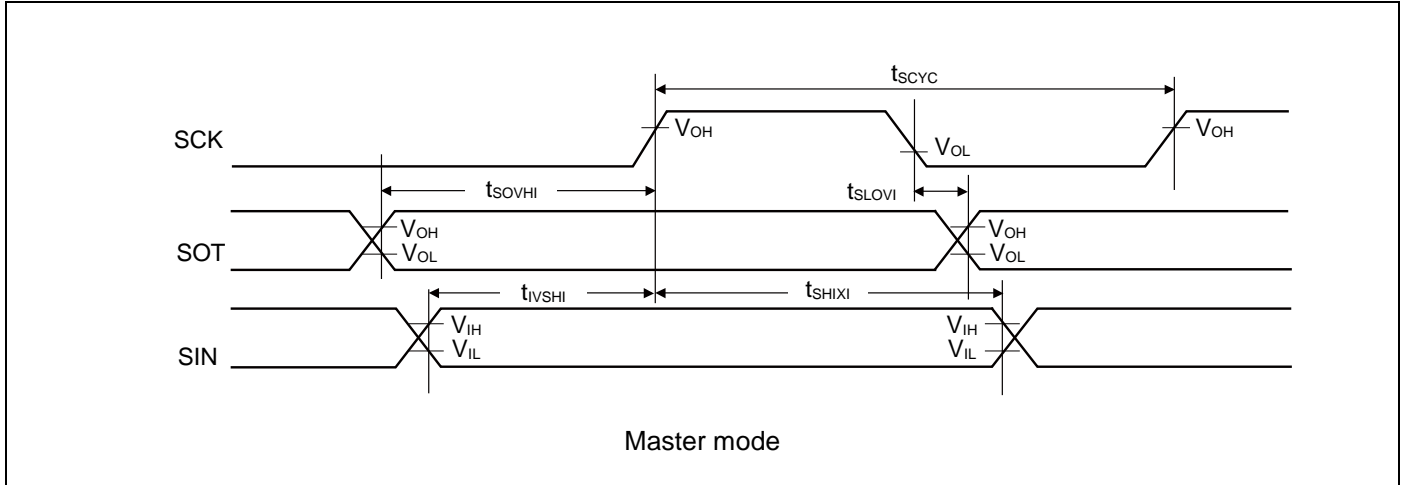 tSCYC
SCK
VOH
VOL
VOH
tSOVHI
tSLOVI
SOT
VOH
VOL
VOH
VOL
tIVSHI
tSHIXI
SIN
VIH
VIL
VIH
VIL
Master mode